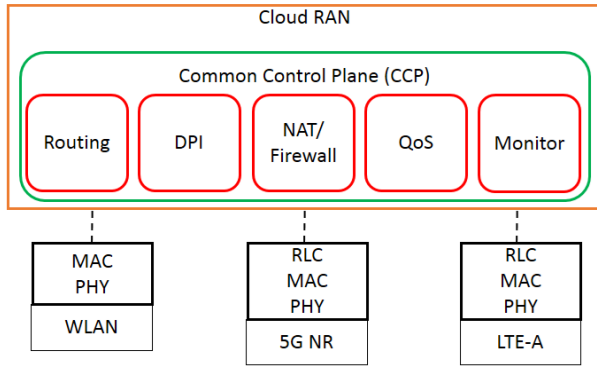 Cloud RAN
Common Control Plane (CCP)
Routing
DPI
NAT/
Firewall
QoS
Monitor
MAC
PHY
WLAN
RLC
MAC
PHY
5G NR
RLC
MAC
PHY
LTE-A